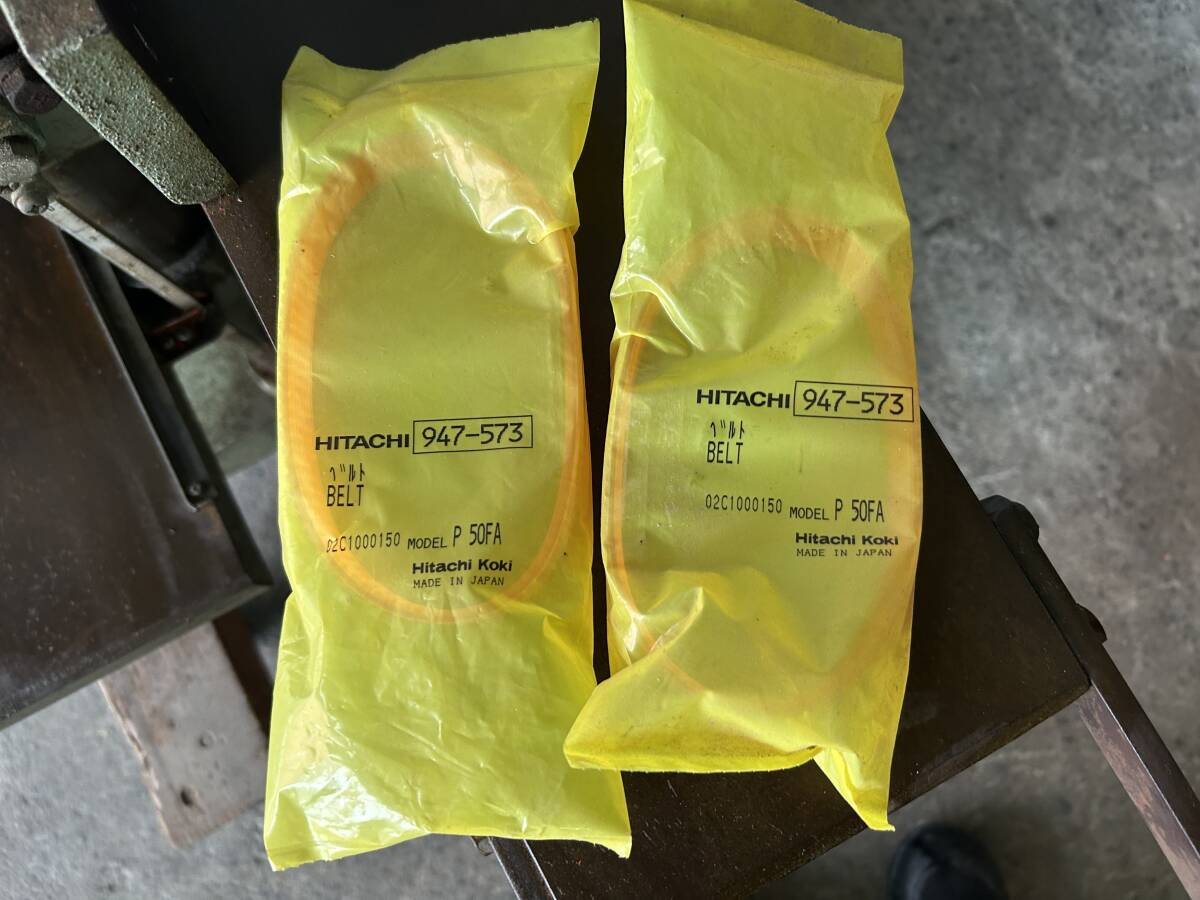 HITACHI 947-573
ベルト
BELT
02C1000150 MODEL P 50FA
Hitachi Koki
MADE IN JAPAN
HITACHI 947-573
ベルト
BELT
02C1000150 MODEL P 50FA
Hitachi Koki
MADE IN JAPAN